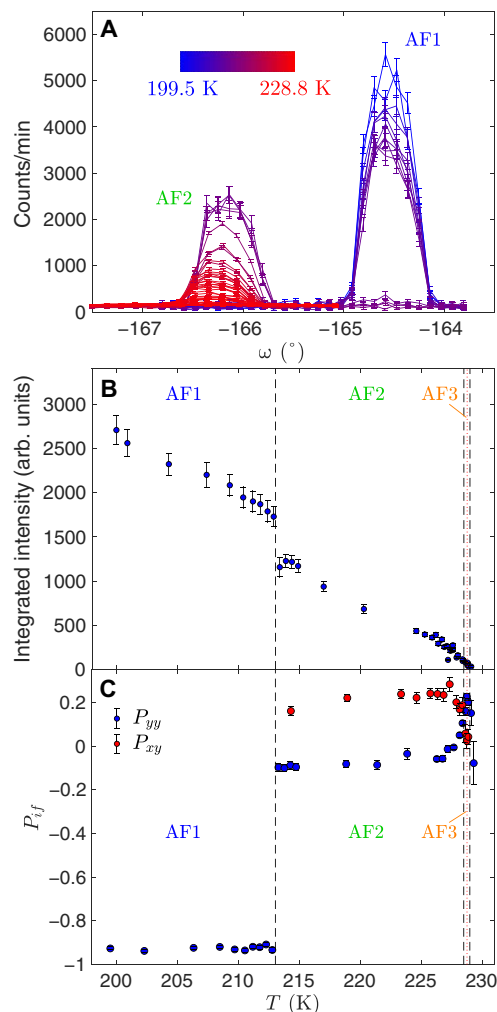 A
6000
5000
4000
3000
2000
1000
0
Counts/min
AF1
199.5 K
228.8 K
AF2
−167
−166
−165
−164
ω (°)
B
AF1
AF2
AF3
3000
2500
2000
1500
1000
500
0
Integrated intensity (arb. units)
C
0.2
0
−0.2
−0.4
−0.6
−0.8
−1
P_if
P_yy
P_xy
AF1
AF2
AF3
200
205
210
215
220
225
230
T (K)